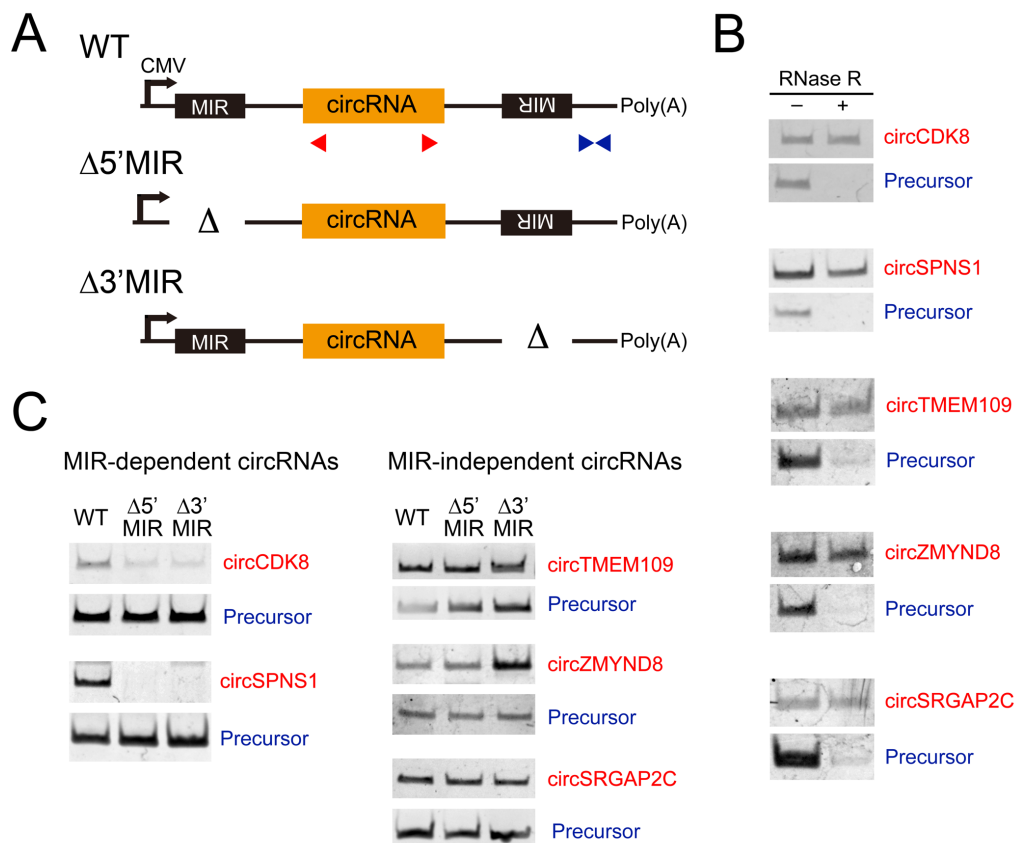 A
WT
CMV
MIR
circRNA
MIR
Poly(A)
Δ5'MIR
Δ
circRNA
MIR
Poly(A)
Δ3'MIR
MIR
circRNA
Δ
Poly(A)
B
RNase R
– +
circCDK8
Precursor
circSPNS1
Precursor
circTMEM109
Precursor
circZMYND8
Precursor
circSRGAP2C
Precursor
C
MIR-dependent circRNAs
WT Δ5' MIR Δ3' MIR
circCDK8
Precursor
circSPNS1
Precursor
MIR-independent circRNAs
WT Δ5' MIR Δ3' MIR
circTMEM109
Precursor
circZMYND8
Precursor
circSRGAP2C
Precursor